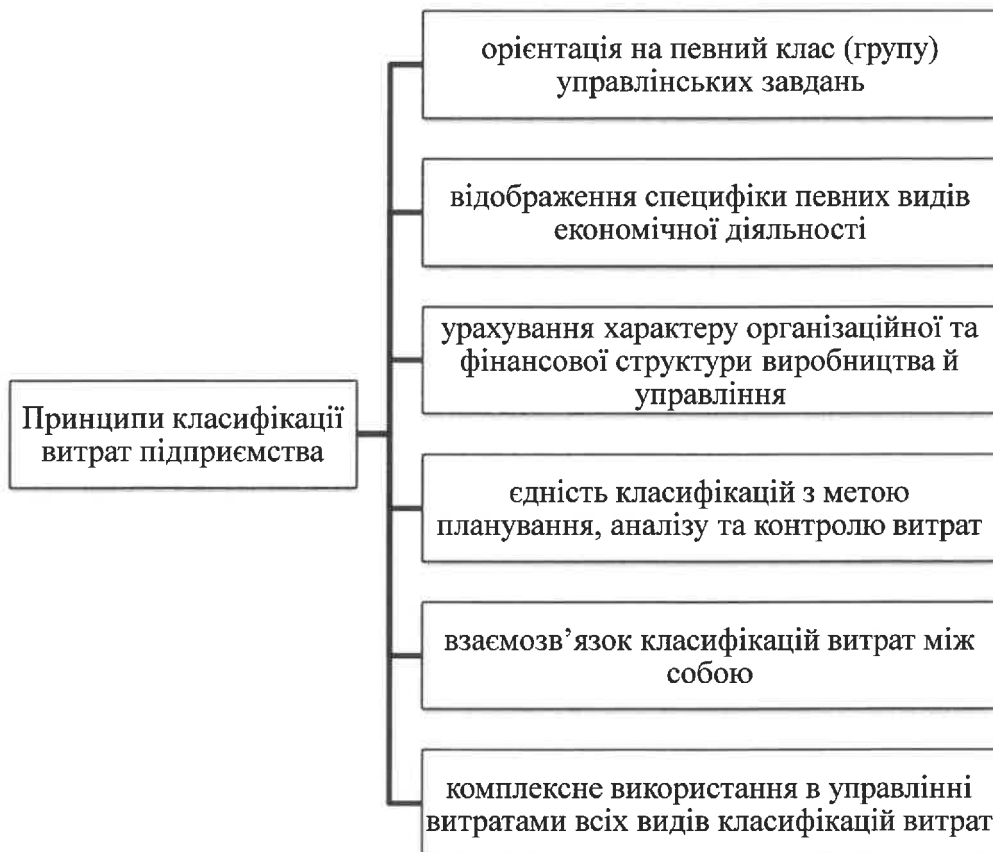 орієнтація на певний клас (групу)
управлінських завдань
відображення специфіки певних видів
економічної діяльності
урахування характеру організаційної та
фінансової структури виробництва й
управління
Принципи класифікації
витрат підприємства
єдність класифікацій з метою
планування, аналізу та контролю витрат
взаємозв’язок класифікацій витрат між
собою
комплексне використання в управлінні
витратами всіх видів класифікацій витрат